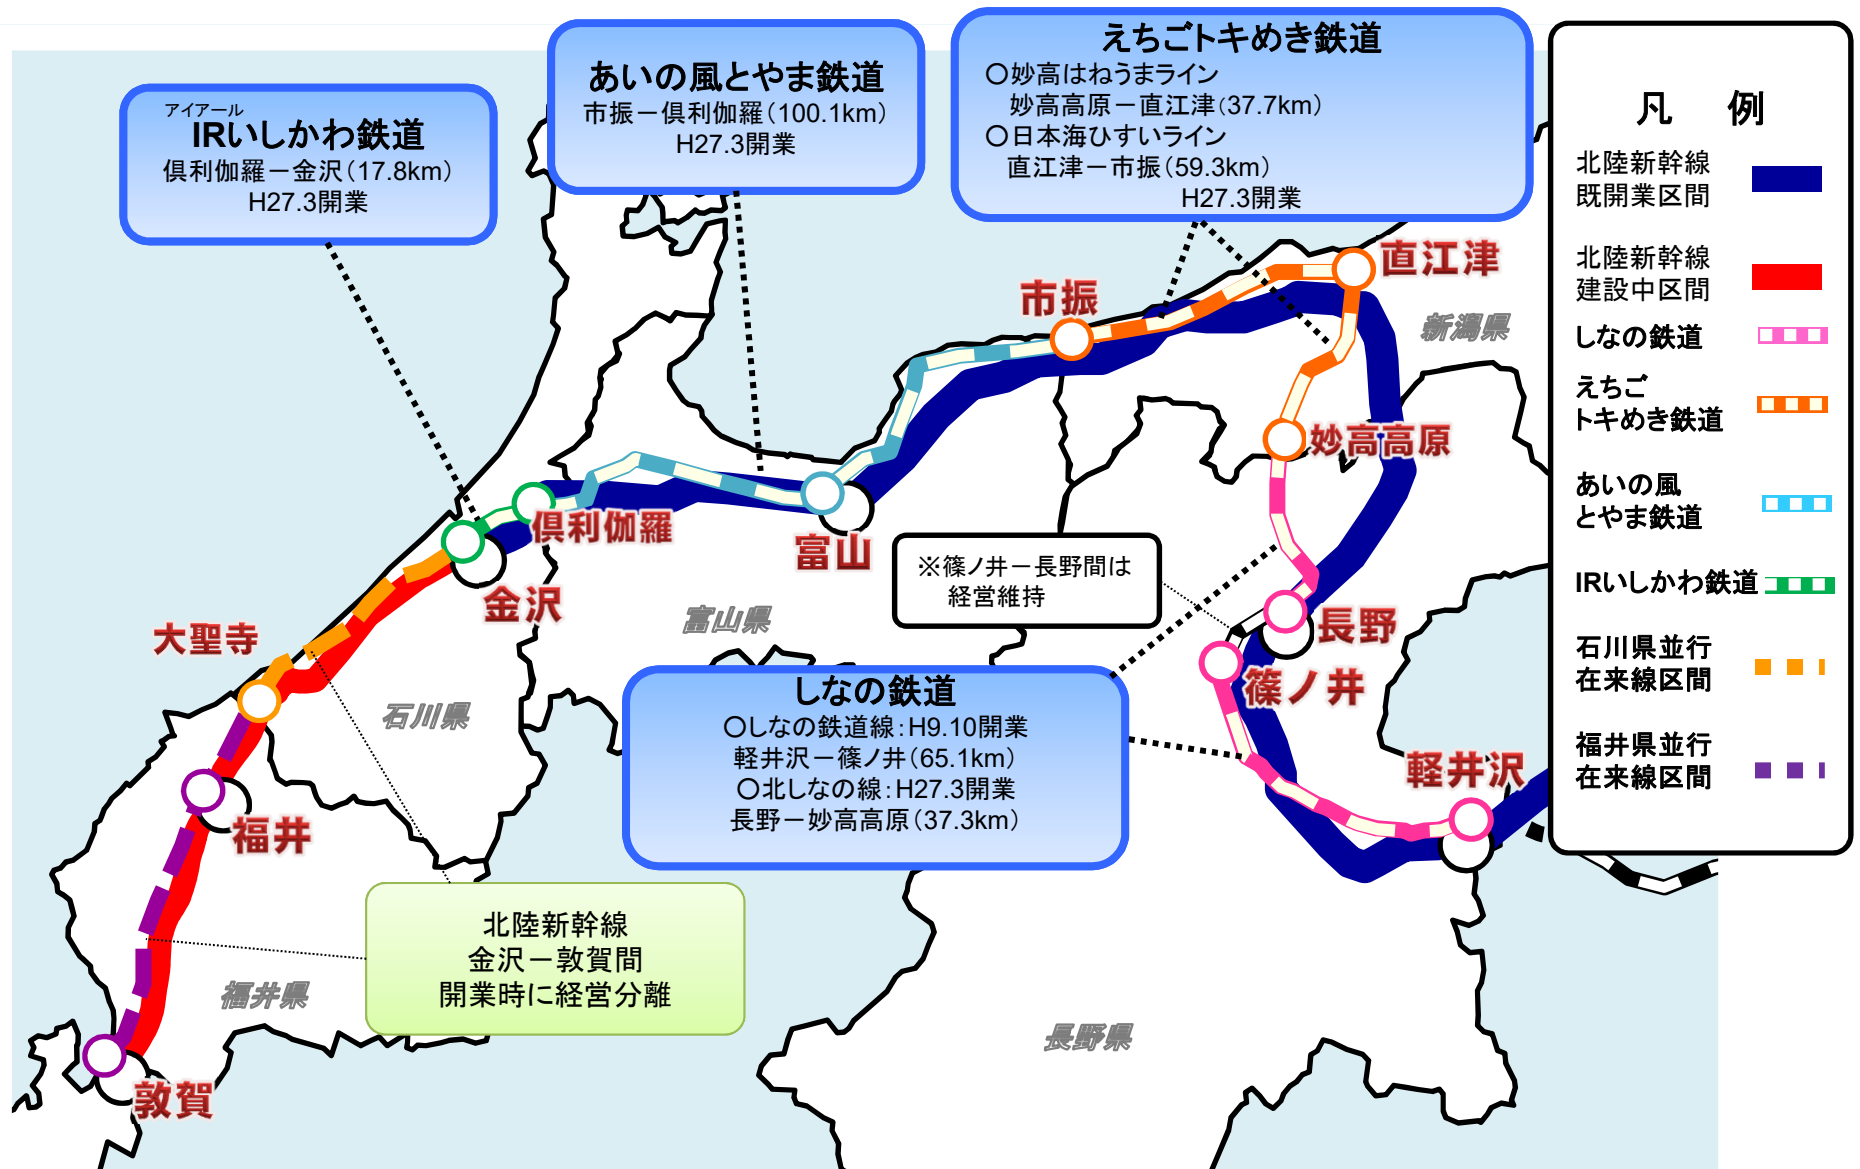 アイアール
IRいしかわ鉄道
倶利伽羅－金沢（17.8km）
H27.3開業
あいの風とやま鉄道
市振－倶利伽羅（100.1km）
H27.3開業
えちごトキめき鉄道
〇妙高はねうまライン
妙高高原－直江津（37.7km）
〇日本海ひすいライン
直江津－市振（59.3km）
H27.3開業
凡 例
北陸新幹線
既開業区間
北陸新幹線
建設中区間
しなの鉄道
えちご
トキめき鉄道
あいの風
とやま鉄道
IRいしかわ鉄道
石川県並行
在来線区間
福井県並行
在来線区間
直江津
市振
新潟県
妙高高原
倶利伽羅
富山
金沢
※篠ノ井－長野間は
経営維持
富山県
長野
大聖寺
篠ノ井
石川県
しなの鉄道
〇しなの鉄道線：H9.10開業
軽井沢－篠ノ井（65.1km）
〇北しなの線：H27.3開業
長野－妙高高原（37.3km）
軽井沢
福井
北陸新幹線
金沢－敦賀間
開業時に経営分離
福井県
長野県
敦賀